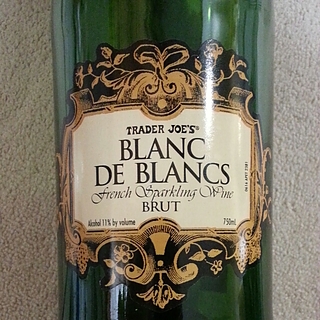 TRADER JOE'S®
BLANC
DE BLANCS
French Sparkling Wine
BRUT
Alcohol 11% by volume 750mL